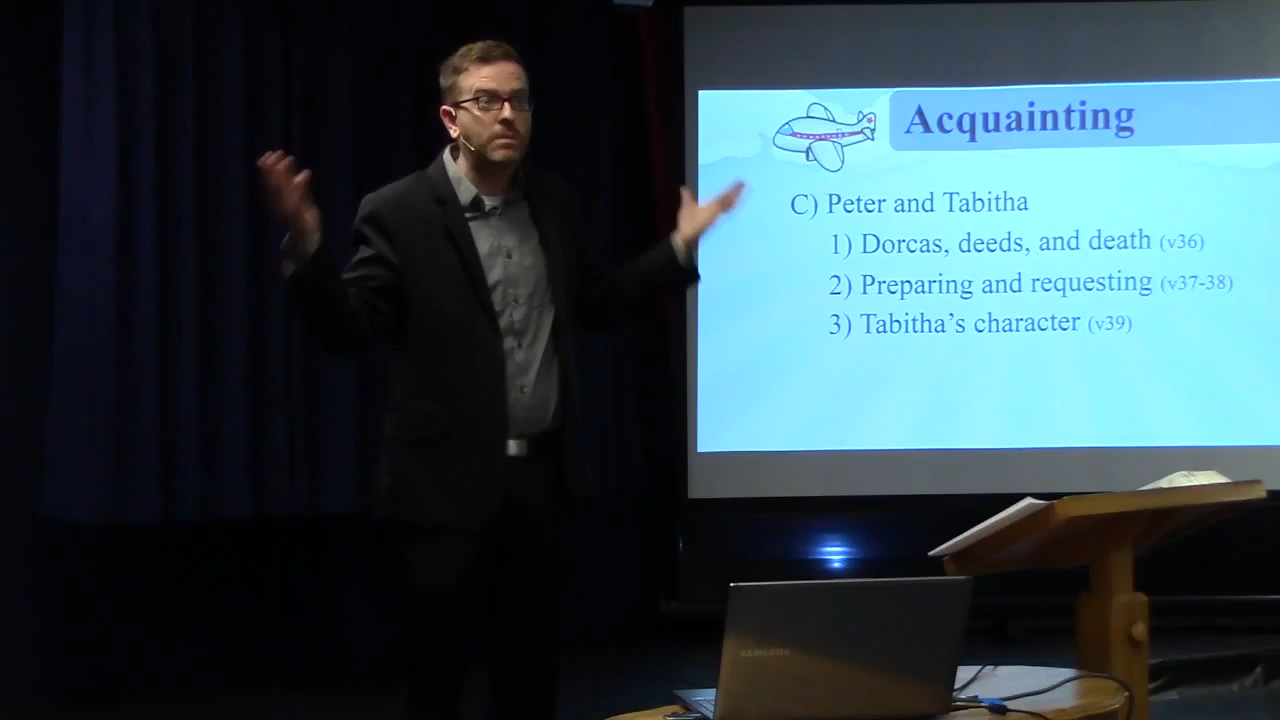 Acquainting
C) Peter and Tabitha
1) Dorcas, deeds, and death (v36)
2) Preparing and requesting (v37-38)
3) Tabitha's character (v39)
SAMSUNG